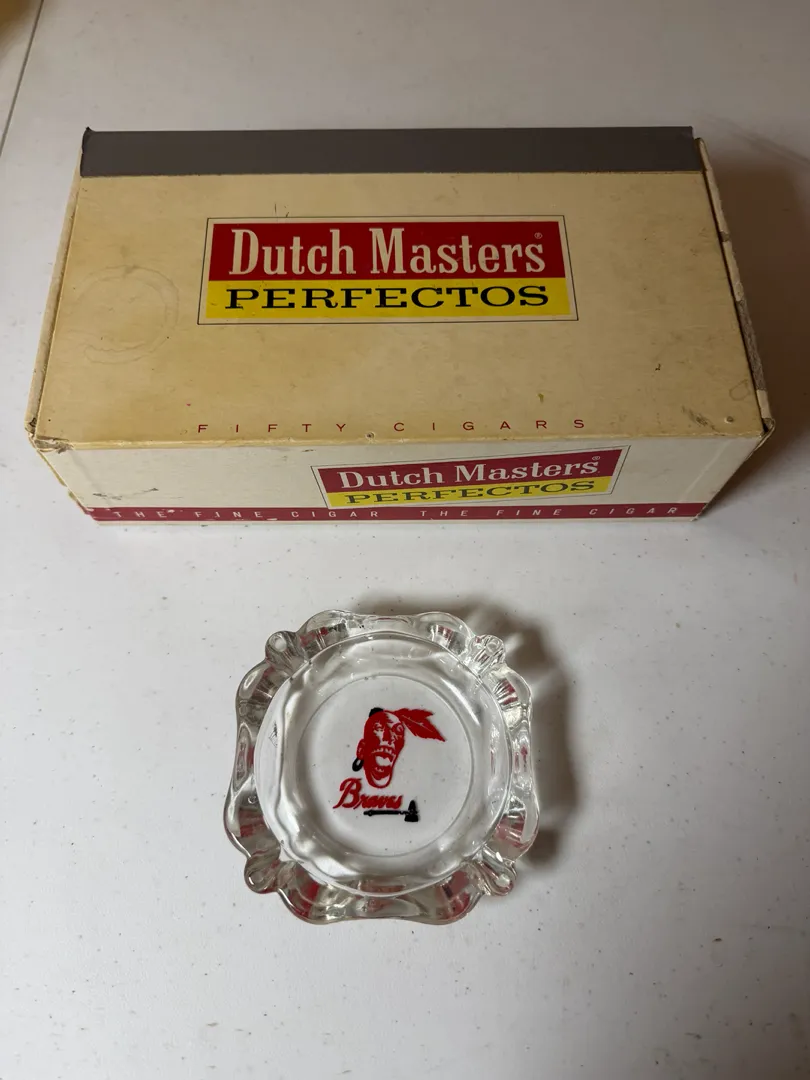 Dutch Masters®
PERFECTOS
FIFTY CIGARS
Dutch Masters®
PERFECTOS
THE FINE CIGAR THE FINE CIGAR
Braves